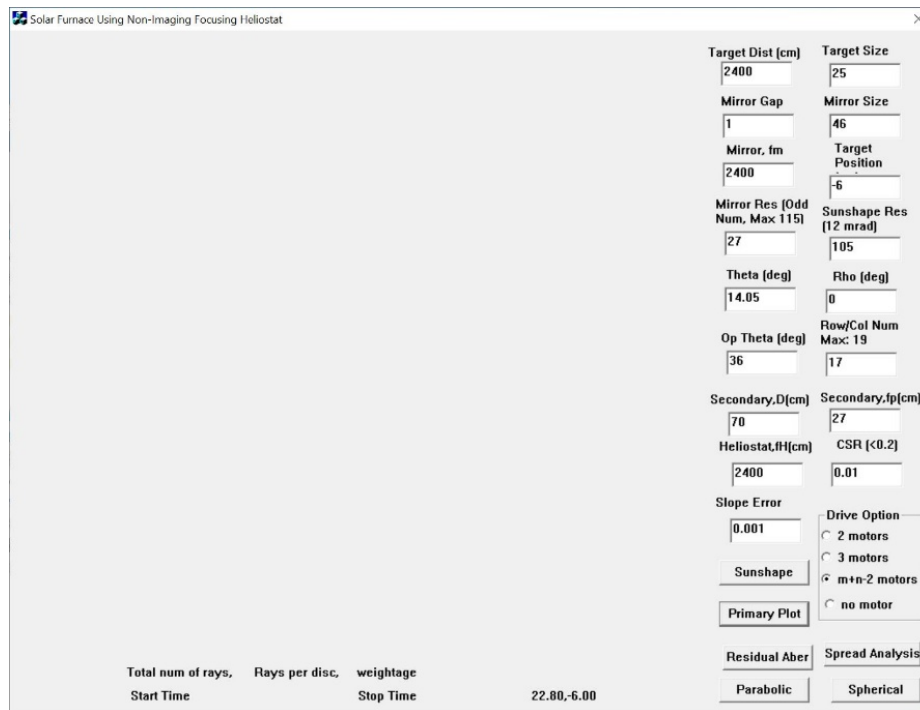 Solar Furnace Using Non-Imaging Focusing Heliostat
Target Dist (cm)
Target Size
2400
25
Mirror Gap
Mirror Size
1
46
Mirror, fm
Target
Position
2400
-6
Mirror Res (Odd
Num, Max 115)
Sunshape Res
(12 mrad)
27
105
Theta (deg)
Rho (deg)
14.05
0
Op Theta (deg)
Row/Col Num
Max: 19
36
17
Secondary,D(cm)
Secondary,fp(cm)
70
27
Heliostat,fH(cm)
CSR (<0.2)
2400
0.01
Slope Error
0.001
Drive Option
2 motors
3 motors
m+n-2 motors
no motor
Sunshape
Primary Plot
Residual Aber
Spread Analysis
Parabolic
Spherical
Total num of rays, Rays per disc, weightage
Start Time Stop Time 22.80,-6.00